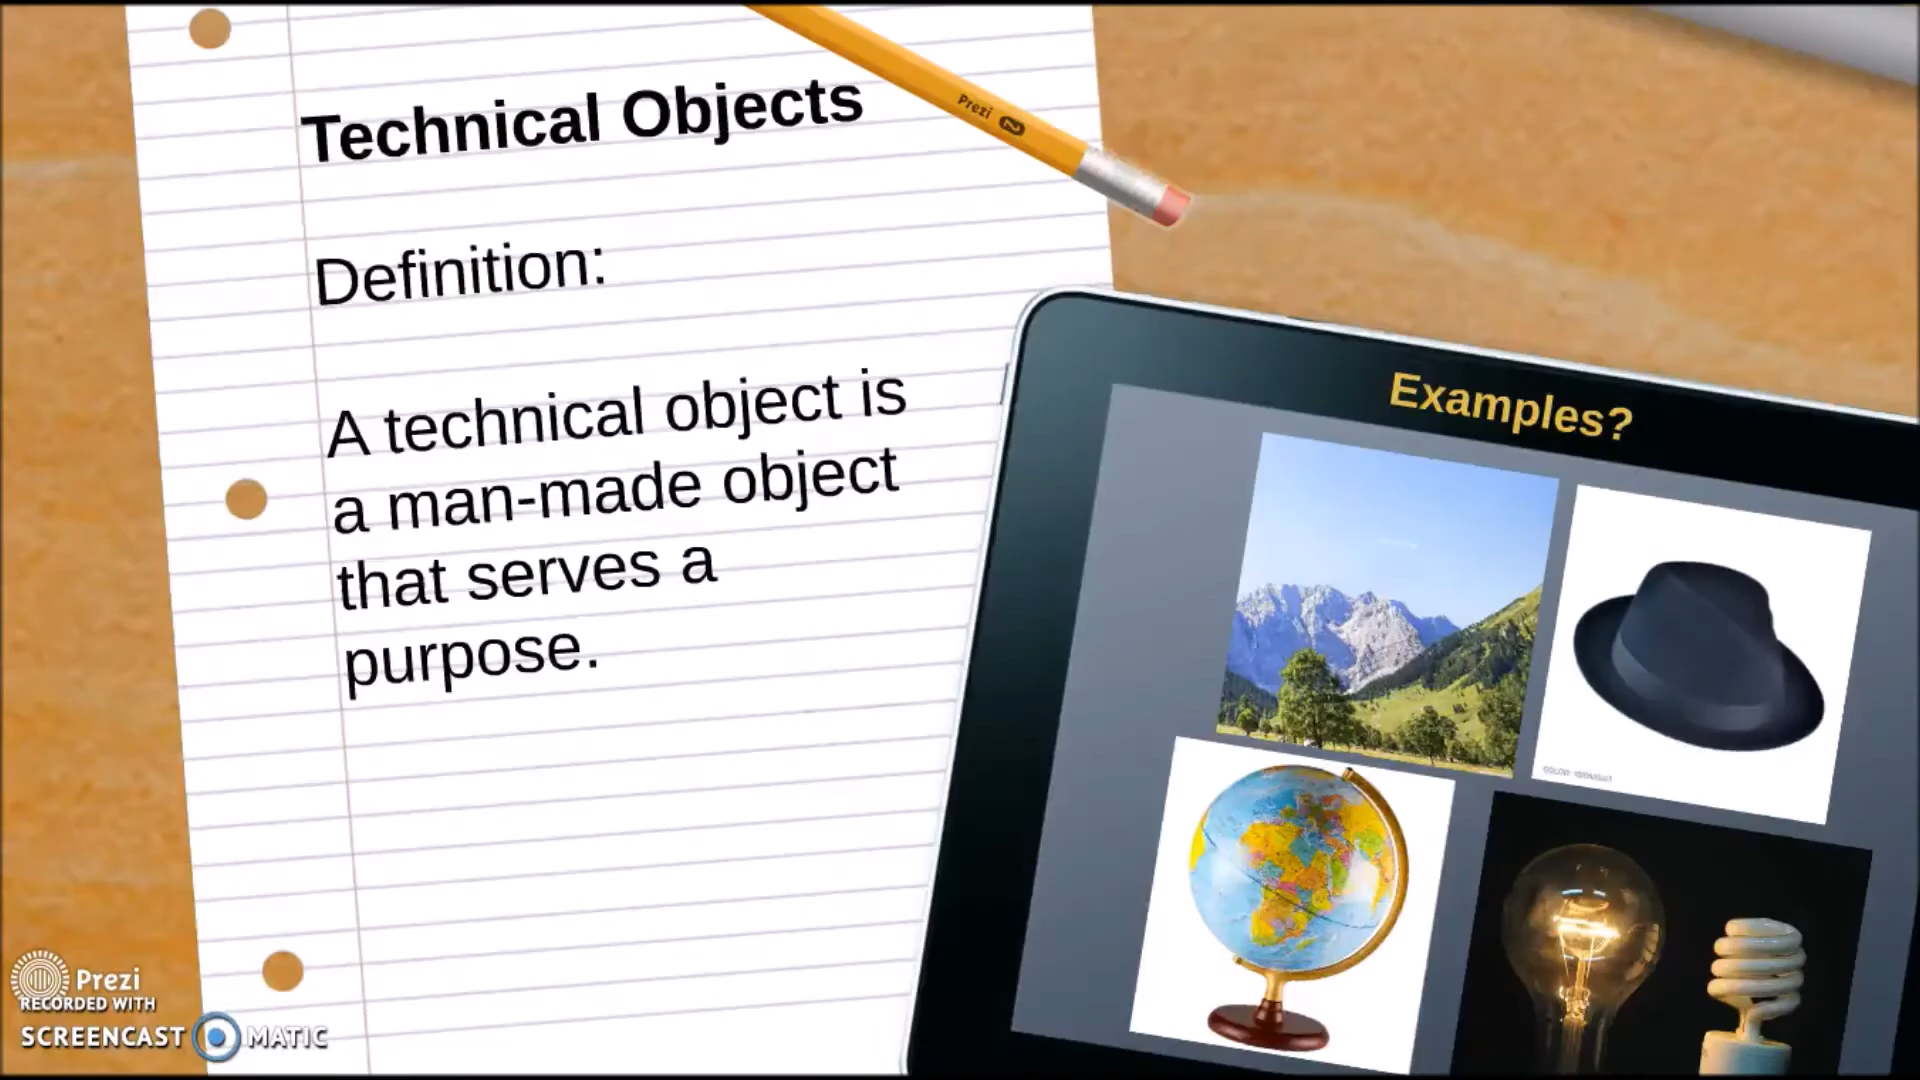 Technical Objects
Definition:
A technical object is
a man-made object
that serves a
purpose.
Prezi 2
Examples?
Prezi
RECORDED WITH
SCREENCAST MATIC